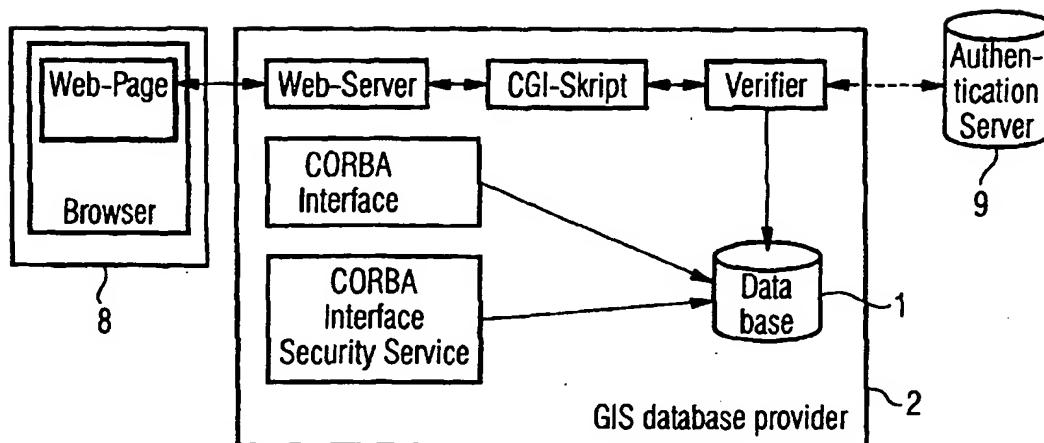 Web-Page
Browser
8
Web-Server
CGI-Skript
Verifier
Authen-
tication
Server
9
CORBA
Interface
CORBA
Interface
Security Service
Data
base
1
2
GIS database provider